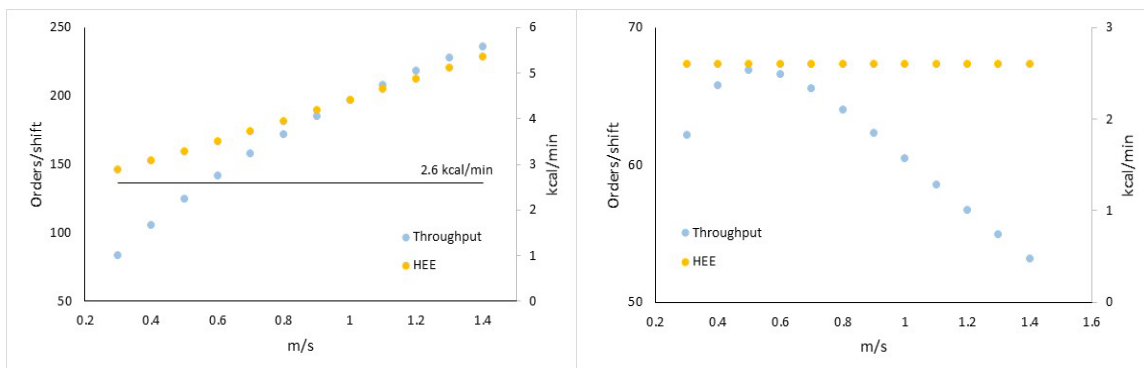 250
200
150
100
50
Orders/shift
6
5
4
3
2
1
0
kcal/min
2.6 kcal/min
Throughput
HEE
0.2 0.4 0.6 0.8 1 1.2 1.4
m/s
70
60
50
Orders/shift
3
2
1
0
kcal/min
Throughput
HEE
0.2 0.4 0.6 0.8 1 1.2 1.4 1.6
m/s